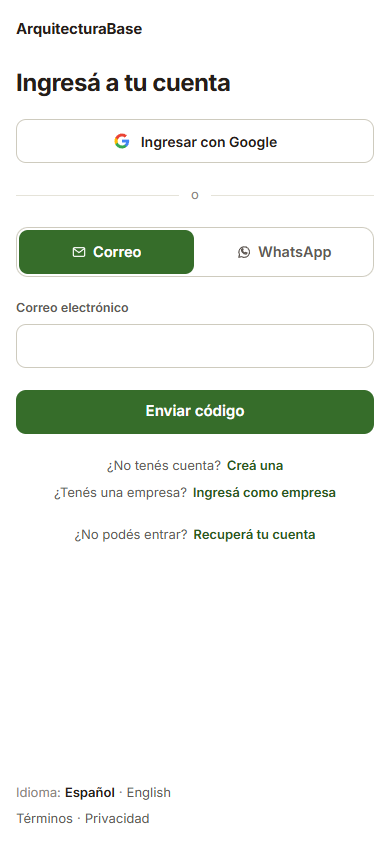 ArquitecturaBase
Ingresá a tu cuenta
Ingresar con Google
o
Correo WhatsApp
Correo electrónico
Enviar código
¿No tenés cuenta? Creá una
¿Tenés una empresa? Ingresá como empresa
¿No podés entrar? Recuperá tu cuenta
Idioma: Español · English
Términos · Privacidad